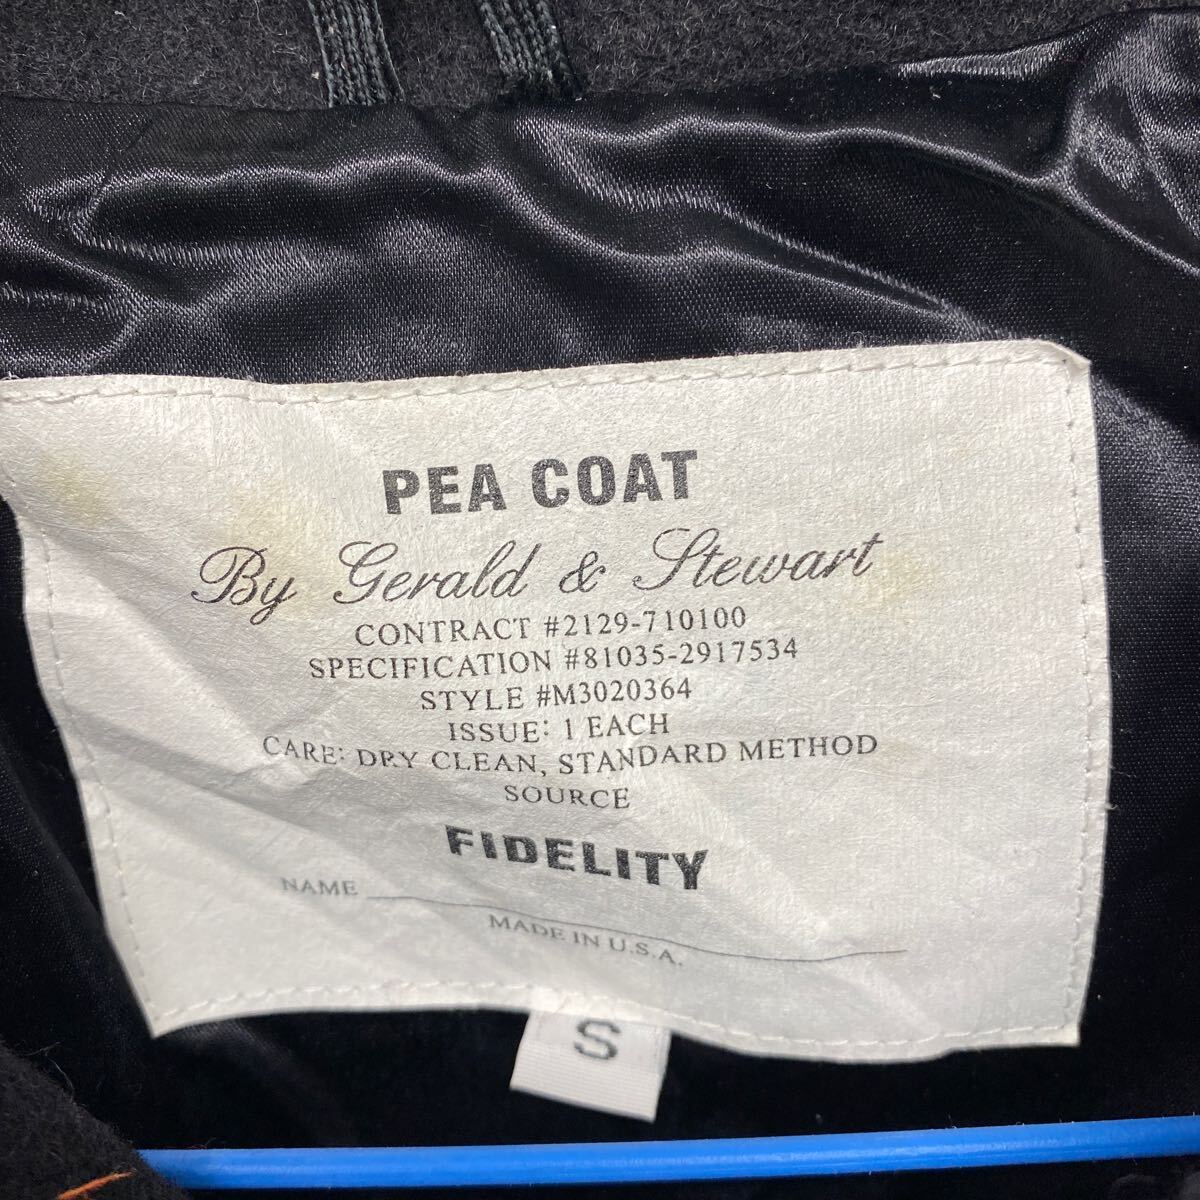 PEA COAT
By Gerald & Stewart
CONTRACT #2129-710100
SPECIFICATION #81035-2917534
STYLE #M3020364
ISSUE: 1 EACH
CARE: DRY CLEAN, STANDARD METHOD
SOURCE
FIDELITY
NAME
MADE IN U.S.A.
S